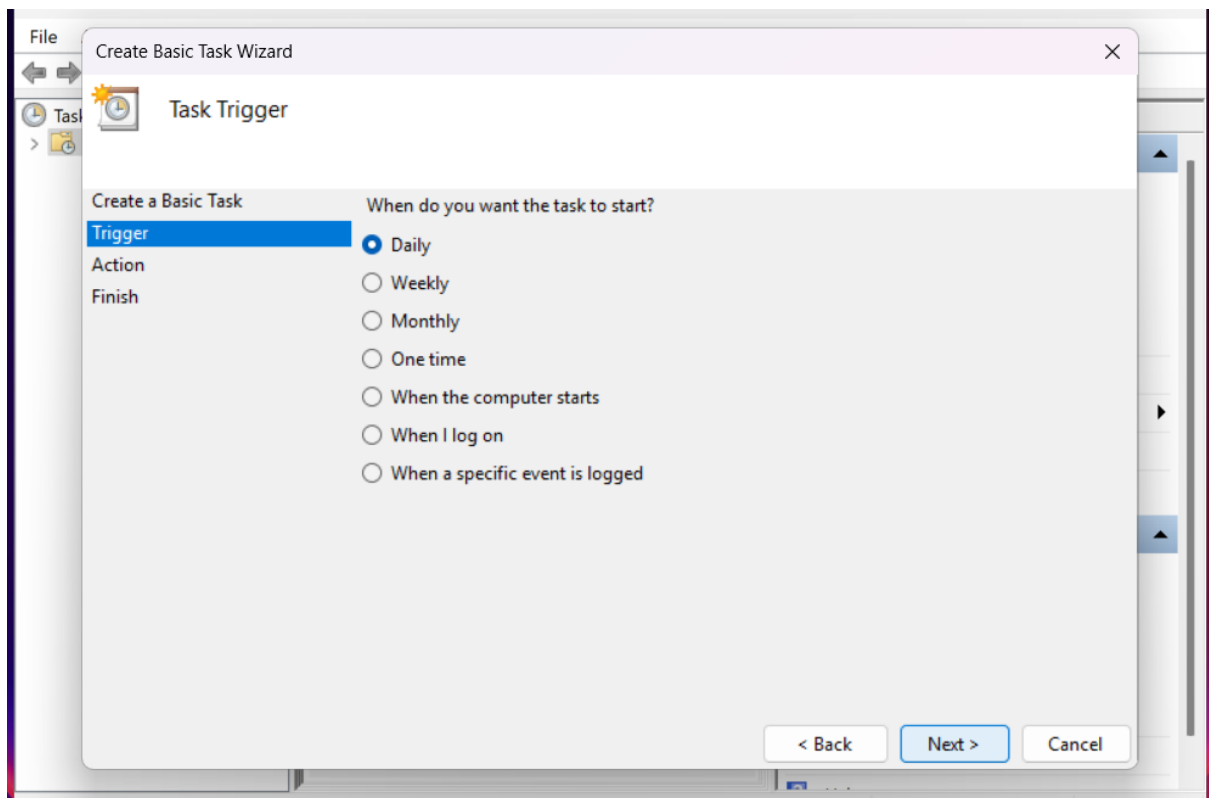 File
Create Basic Task Wizard
Task Trigger
Create a Basic Task
Trigger
Action
Finish
When do you want the task to start?
Daily
Weekly
Monthly
One time
When the computer starts
When I log on
When a specific event is logged
< Back
Next >
Cancel